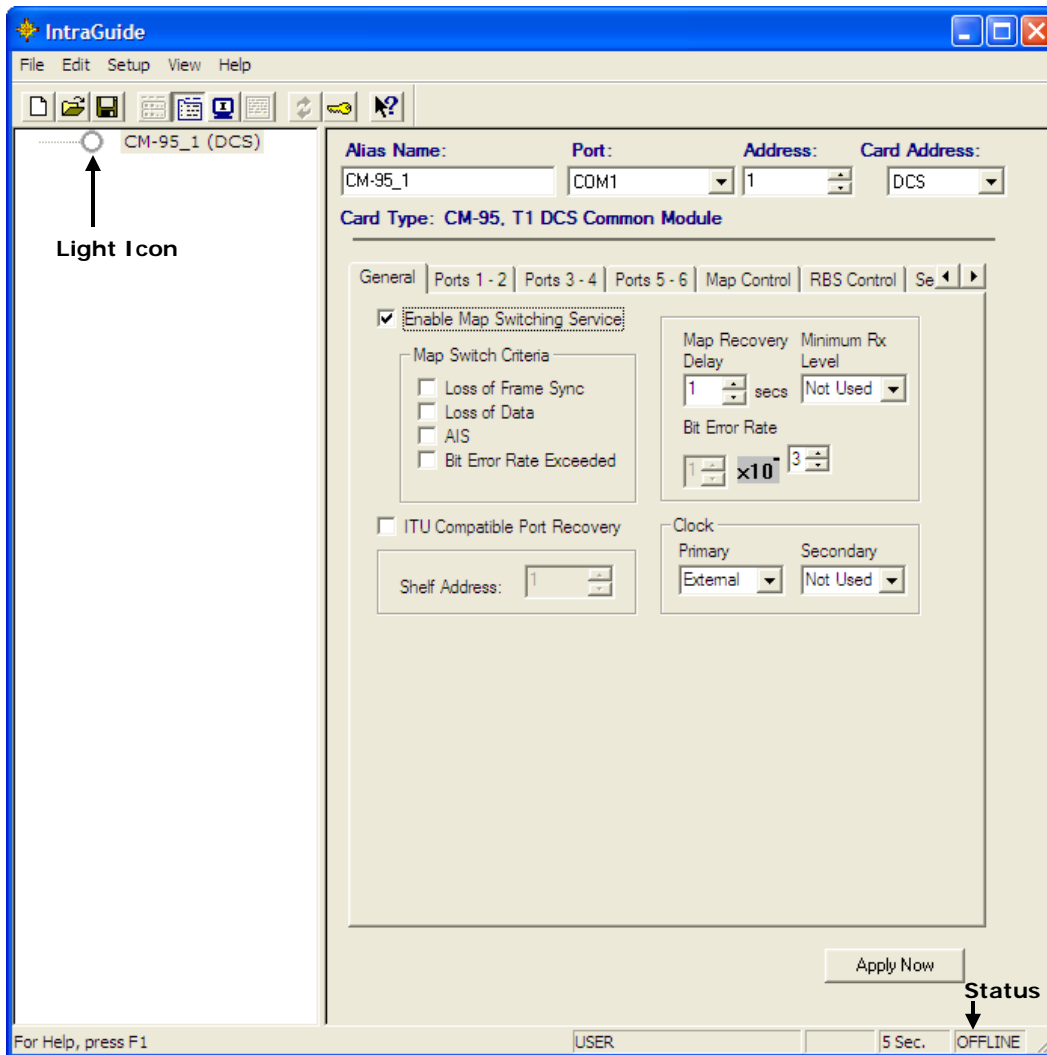 IntraGuide
File Edit Setup View Help
CM-95_1 (DCS)
Light Icon
Alias Name: Port: Address: Card Address:
CM-95_1 COM1 1 DCS
Card Type: CM-95, T1 DCS Common Module
General Ports 1 - 2 Ports 3 - 4 Ports 5 - 6 Map Control RBS Control Se
Enable Map Switching Service
Map Switch Criteria
Loss of Frame Sync
Loss of Data
AIS
Bit Error Rate Exceeded
Map Recovery Delay
1 secs
Minimum Rx Level
Not Used
Bit Error Rate
1 x10 - 3
ITU Compatible Port Recovery
Shelf Address: 1
Clock
Primary Secondary
External Not Used
Apply Now
Status
For Help, press F1 USER 5 Sec. OFFLINE